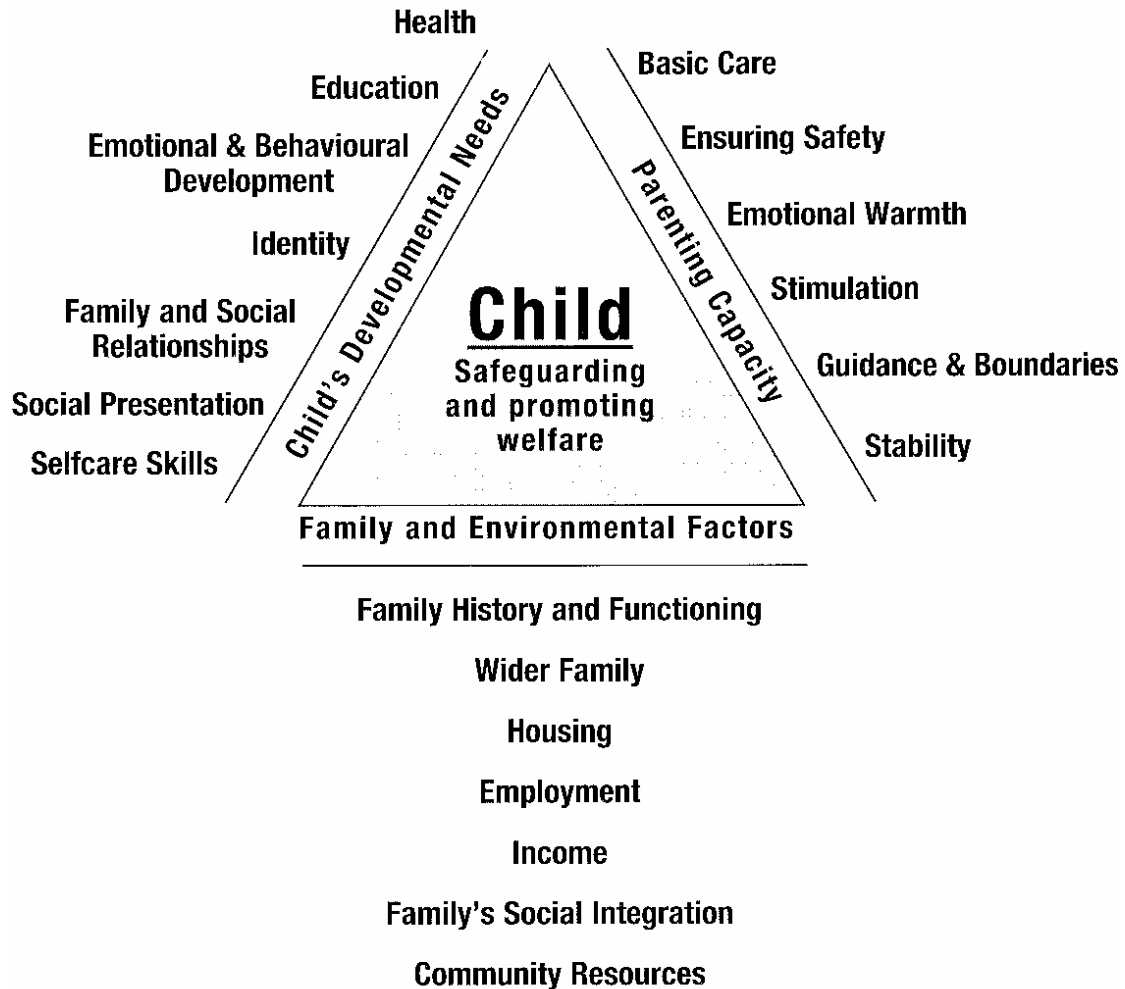 Health
Education
Emotional & Behavioural
Development
Identity
Family and Social
Relationships
Social Presentation
Selfcare Skills
Child's Developmental Needs
Basic Care
Ensuring Safety
Emotional Warmth
Stimulation
Guidance & Boundaries
Stability
Parenting Capacity
Child
Safeguarding
and promoting
welfare
Family and Environmental Factors
Family History and Functioning
Wider Family
Housing
Employment
Income
Family's Social Integration
Community Resources